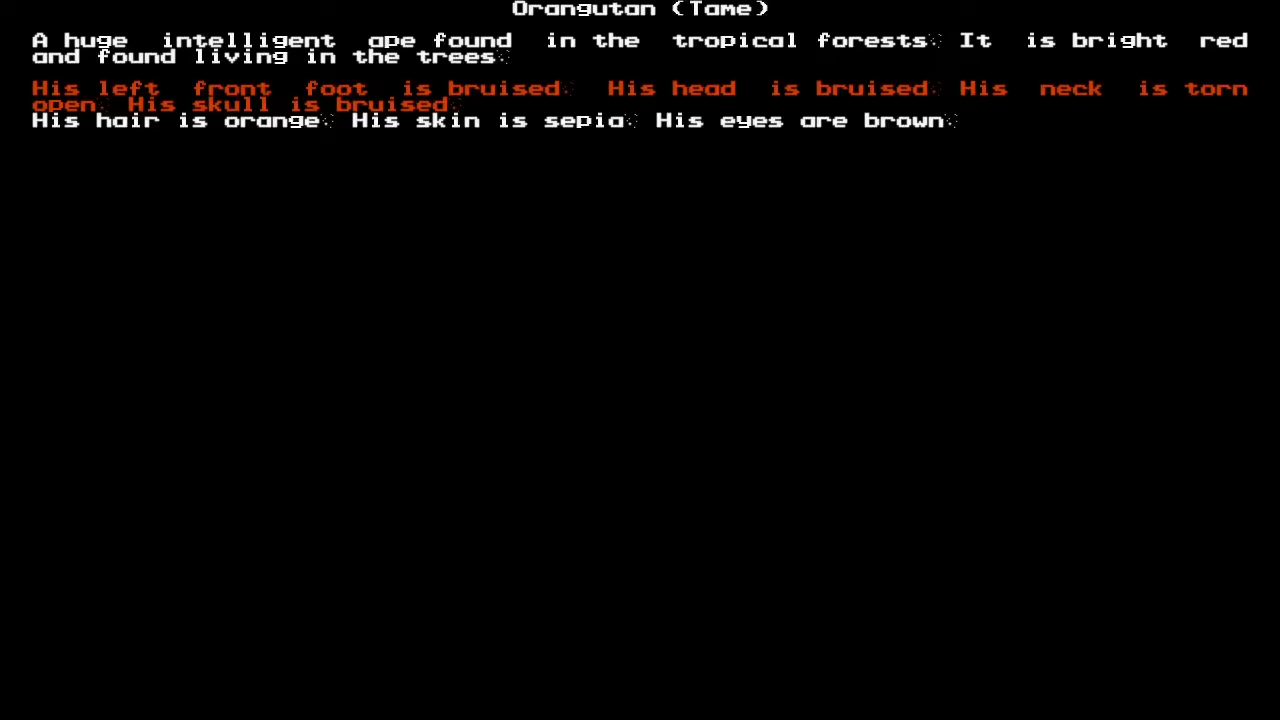 Orangutan (Tame)
A huge intelligent ape found in the tropical forests. It is bright red
and found living in the trees.
His left front foot is bruised. His head is bruised. His neck is torn
open. His skull is bruised.
His hair is orange. His skin is sepia. His eyes are brown.